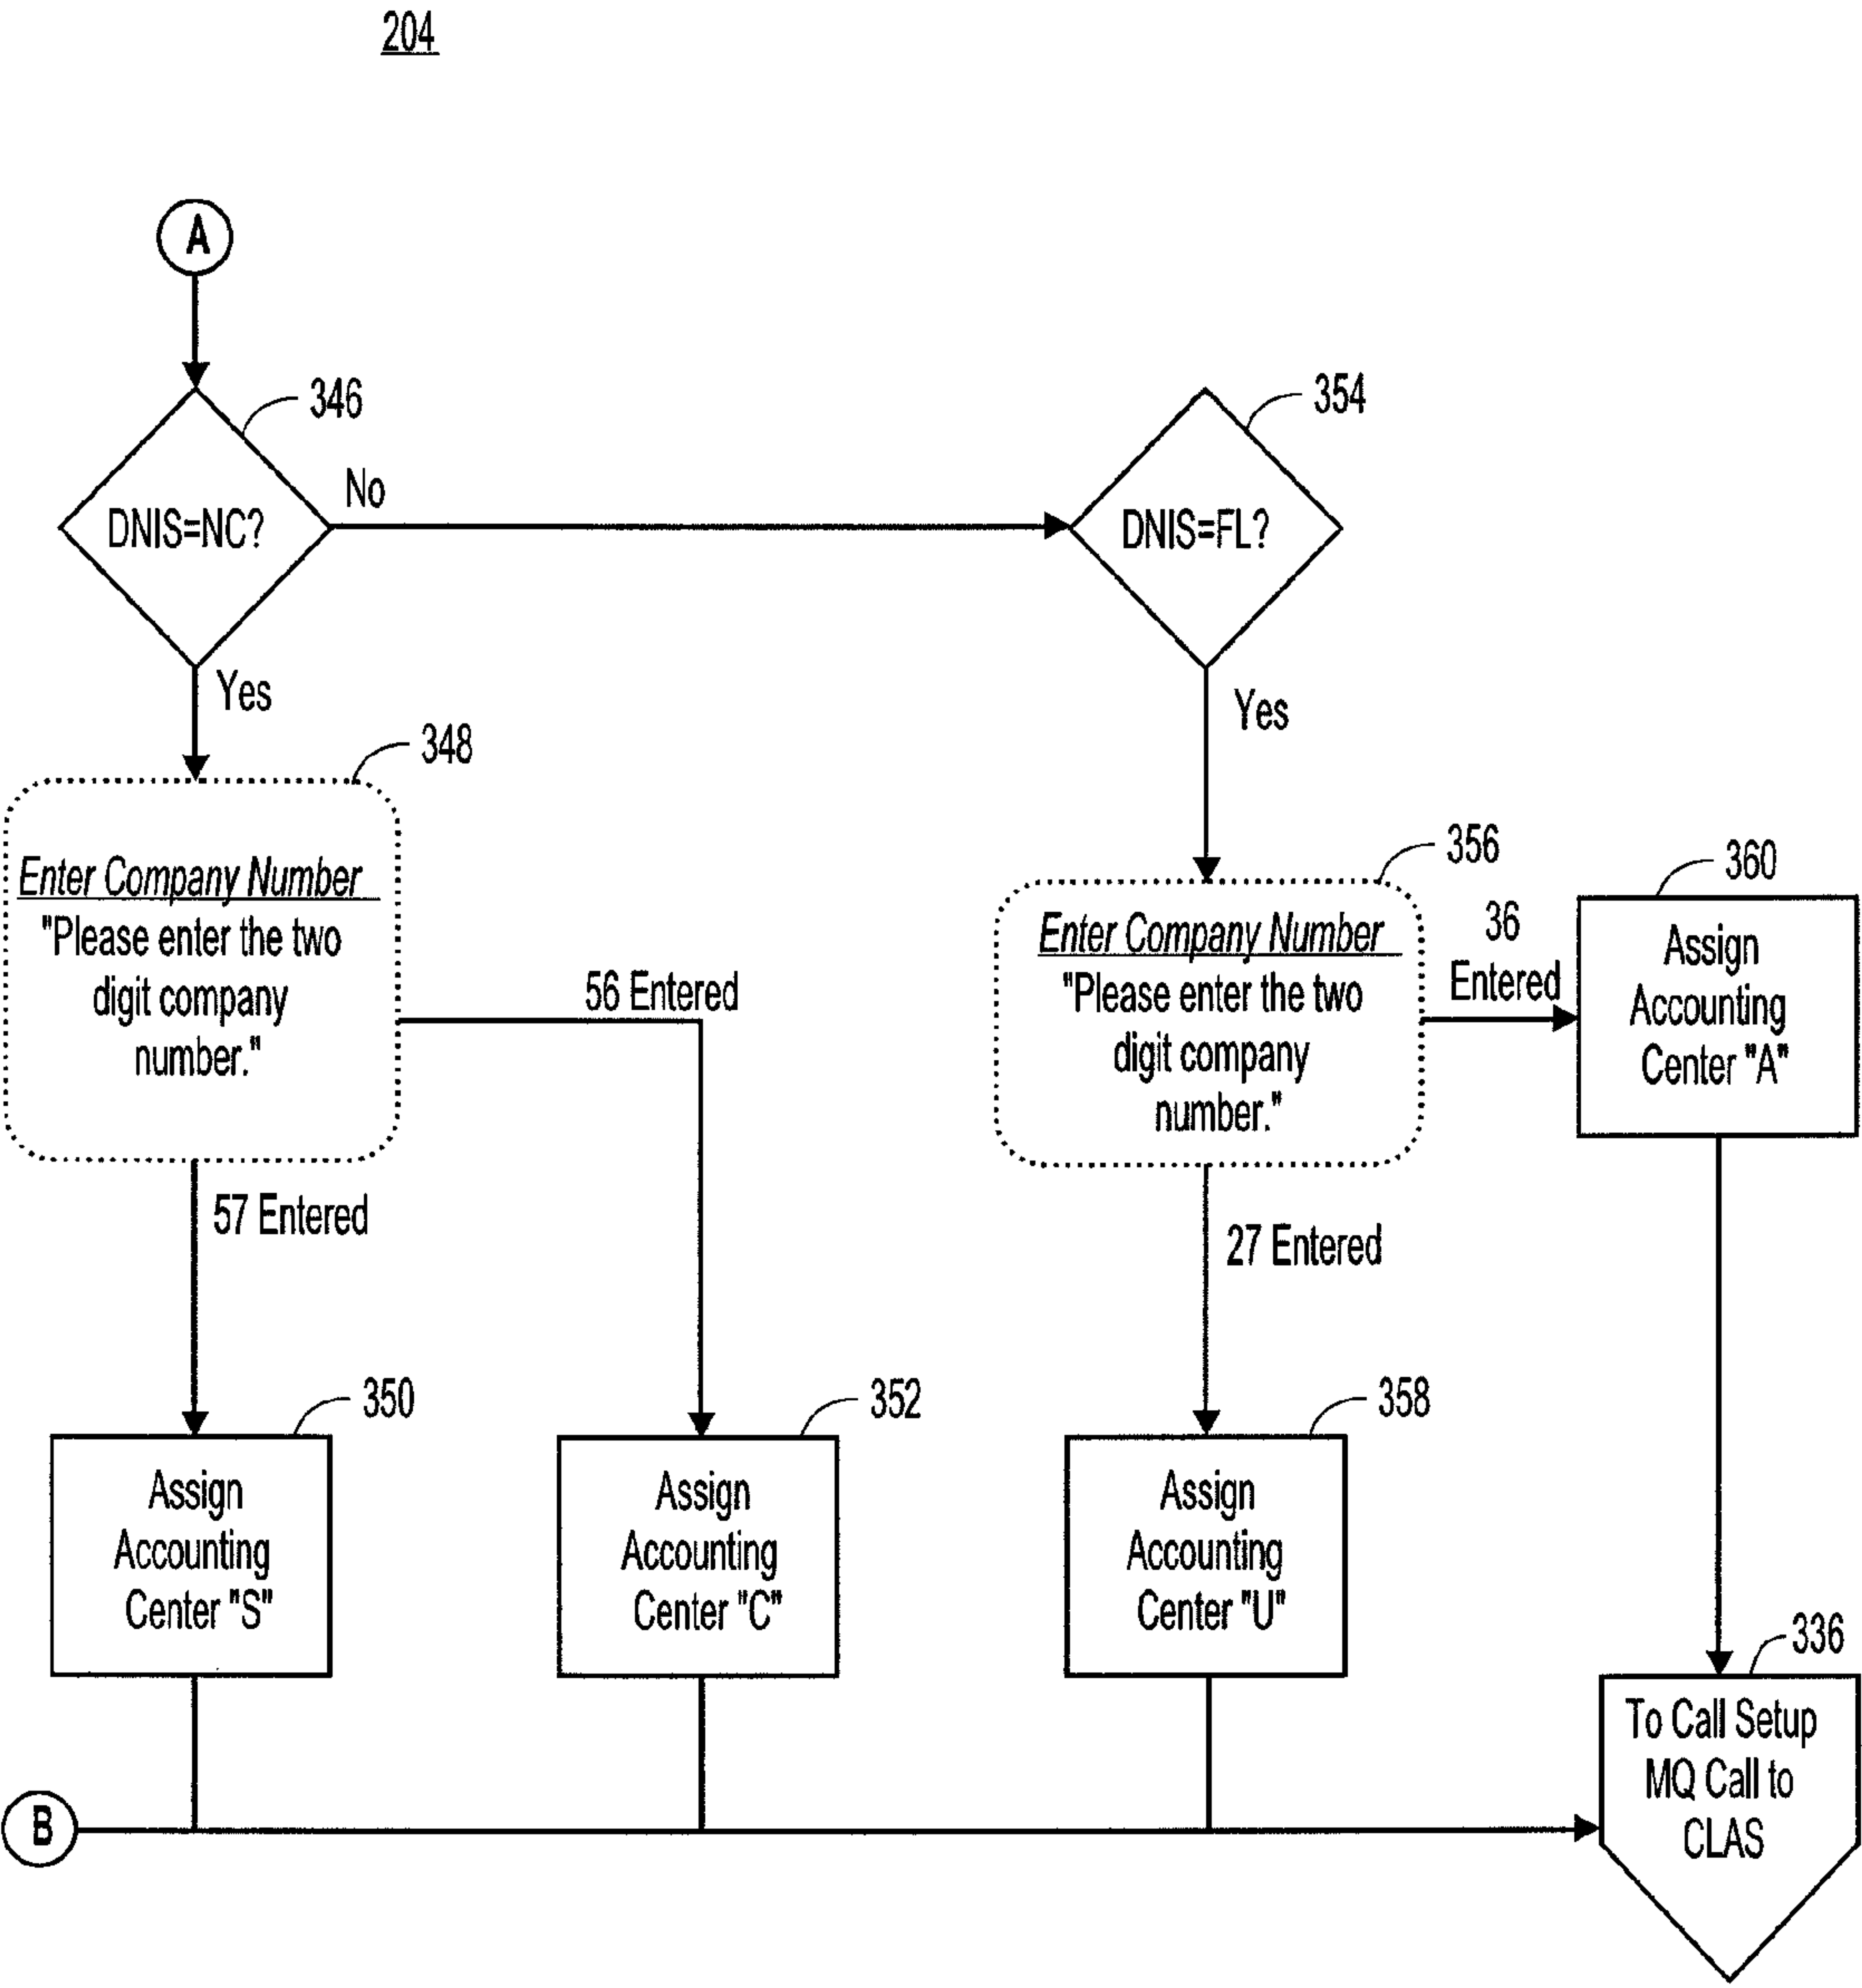 204
A
346
DNIS=NC?
No
354
DNIS=FL?
Yes
Yes
348
Enter Company Number
"Please enter the two
digit company
number."
56 Entered
57 Entered
356
Enter Company Number
"Please enter the two
digit company
number."
36
Entered
27 Entered
360
Assign
Accounting
Center "A"
350
Assign
Accounting
Center "S"
352
Assign
Accounting
Center "C"
358
Assign
Accounting
Center "U"
336
To Call Setup
MQ Call to
CLAS
B